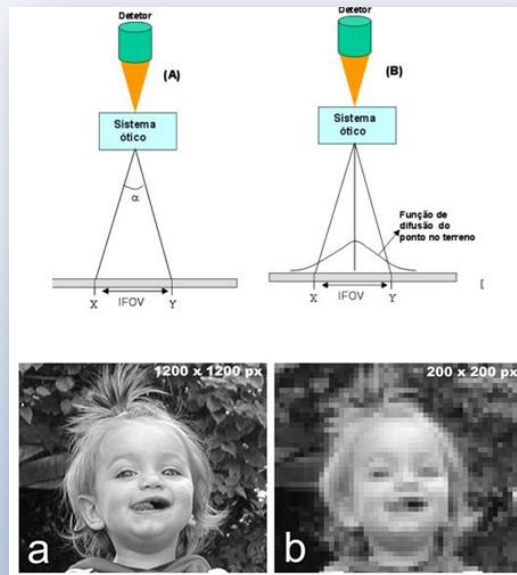 Detetor
(A)
Sistema
ótico
α
X
IFOV
Y
Detetor
(B)
Sistema
ótico
Função de
difusão do
ponto no terreno
X
IFOV
Y
[
1200 x 1200 px
a
200 x 200 px
b